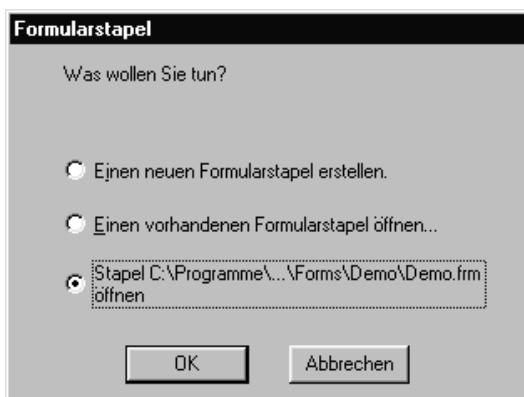 Formularstapel
Was wollen Sie tun?
Einen neuen Formularstapel erstellen.
Einen vorhandenen Formularstapel öffnen...
Stapel C:\Programme\...\Forms\Demo\Demo.frm
öffnen
OK Abbrechen